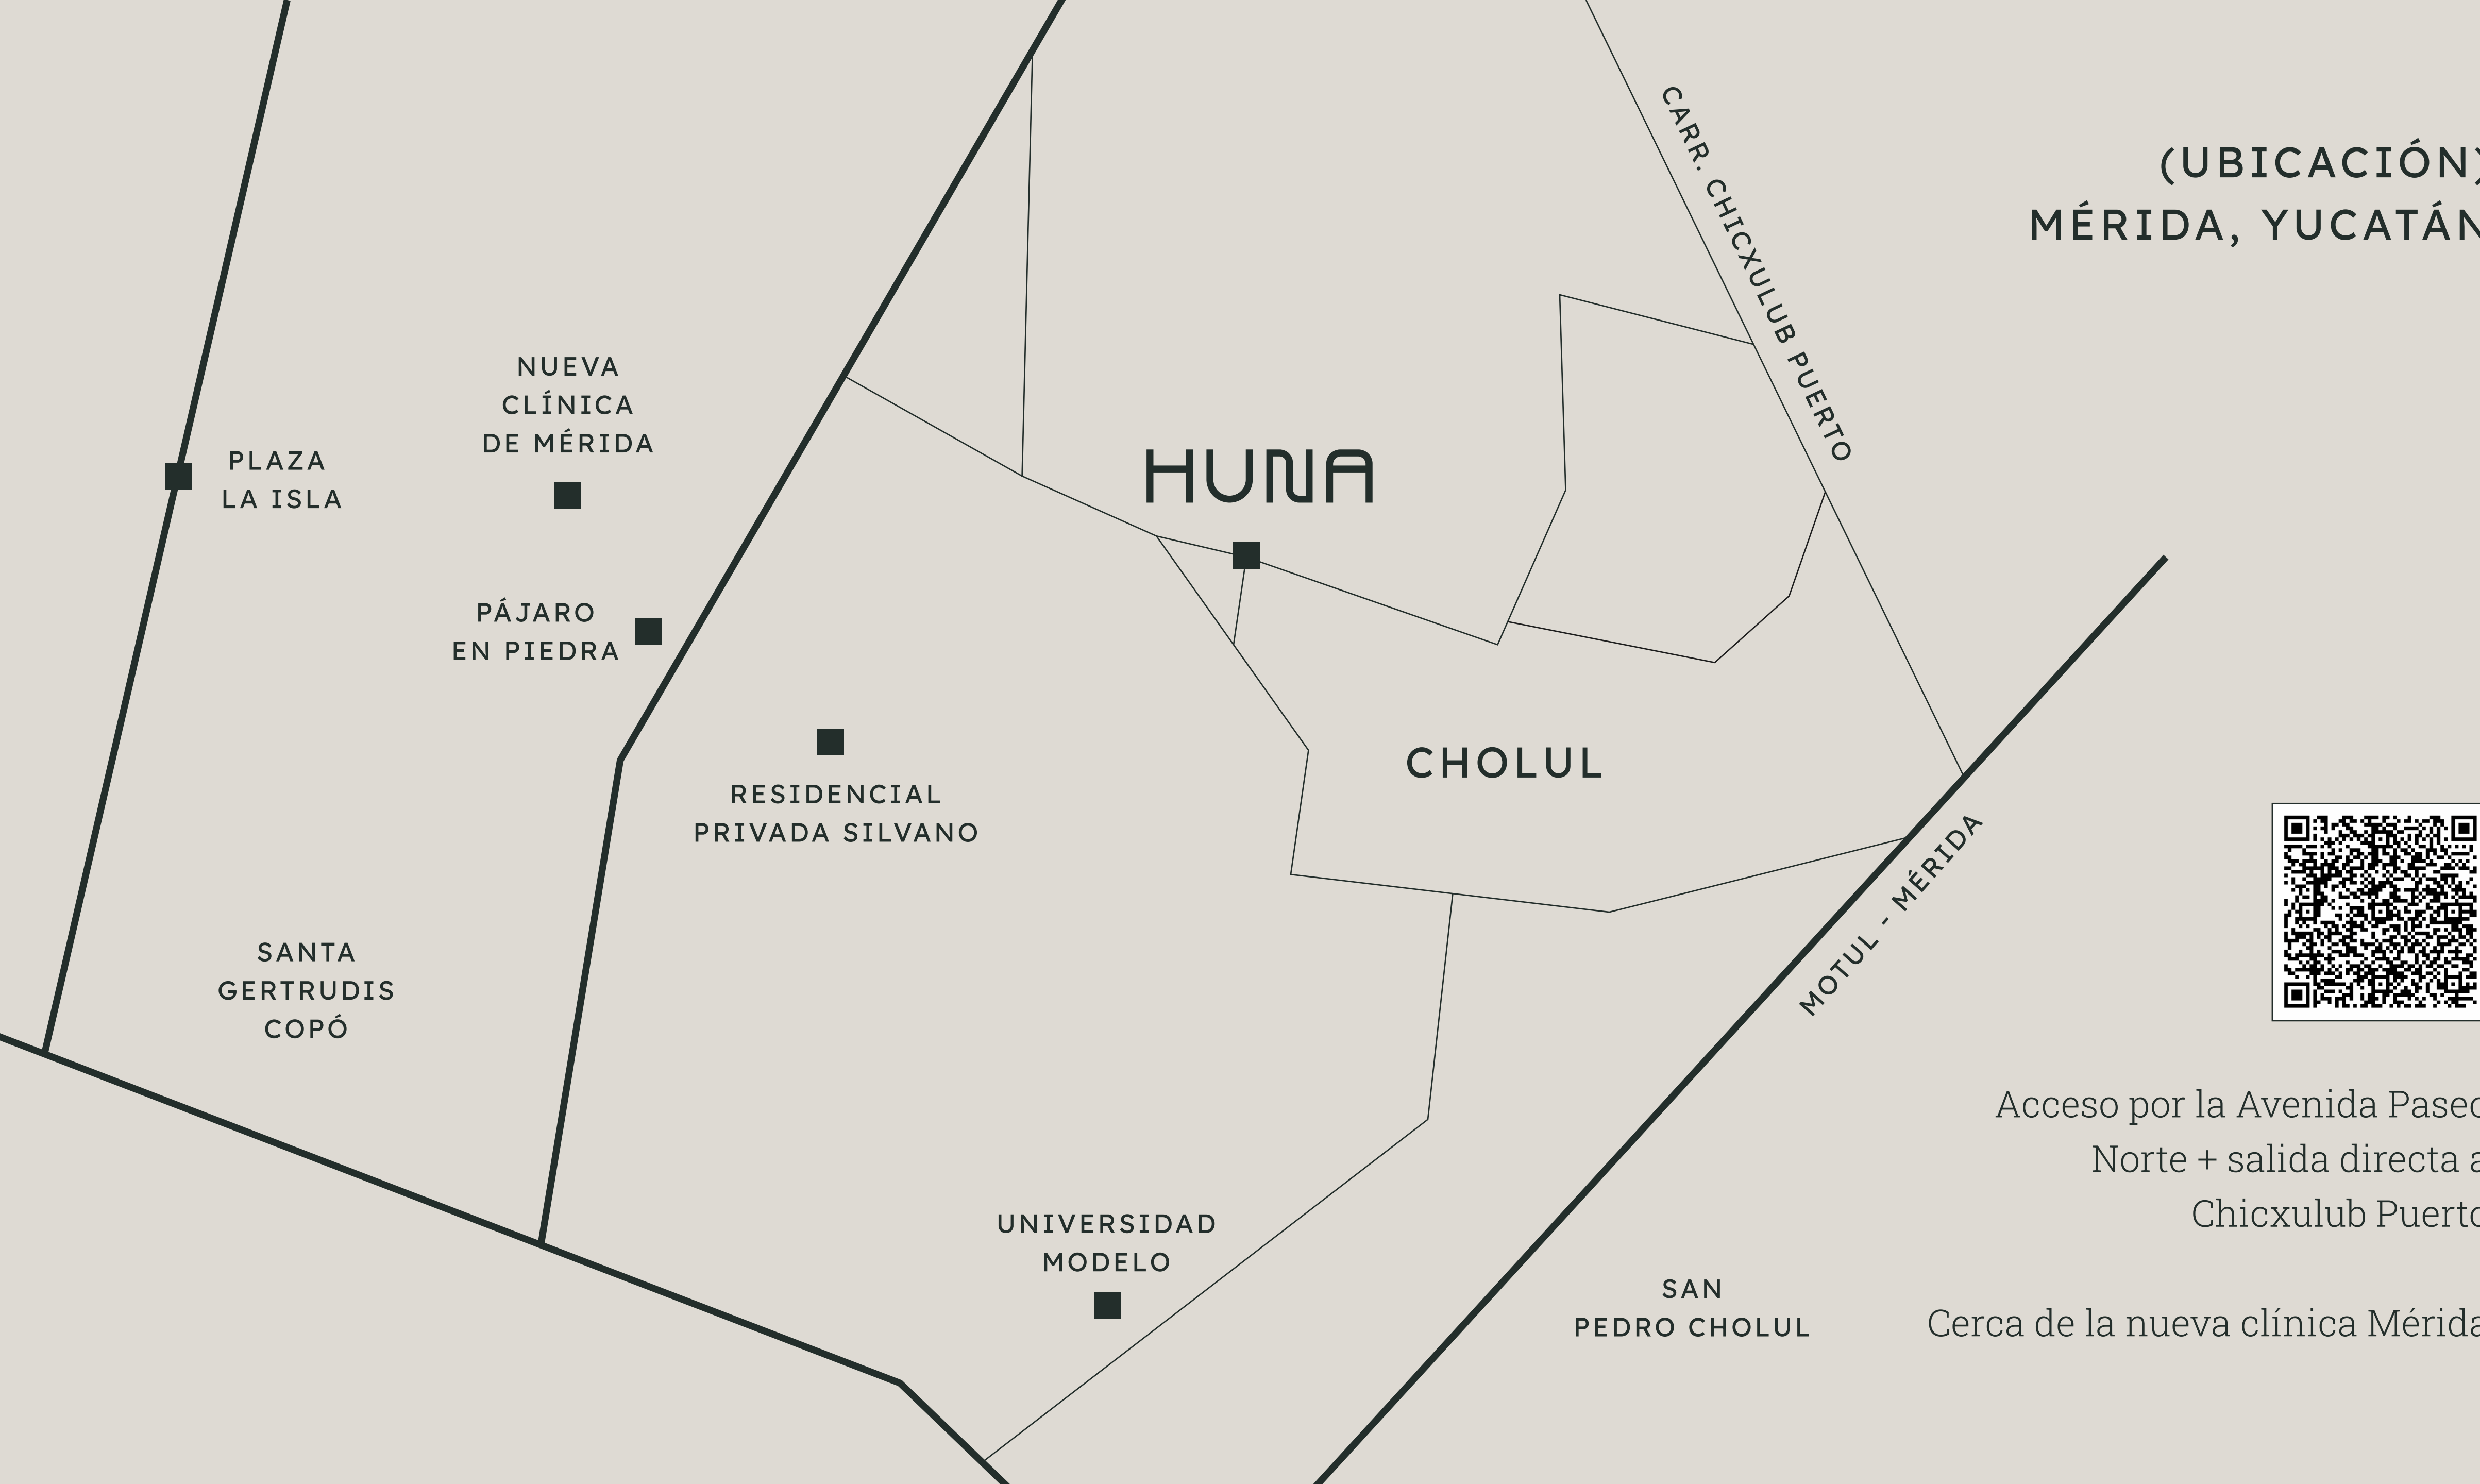 CARR. CHICXULUB PUERTO
(UBICACIÓN)
MÉRIDA, YUCATÁN
NUEVA
CLÍNICA
DE MÉRIDA
PLAZA
LA ISLA
HUNA
PÁJARO
EN PIEDRA
RESIDENCIAL
PRIVADA SILVANO
CHOLUL
MOTUL - MÉRIDA
SANTA
GERTRUDIS
COPÓ
Acceso por la Avenida Paseo
Norte + salida directa a
Chicxulub Puerto
UNIVERSIDAD
MODELO
SAN
PEDRO CHOLUL
Cerca de la nueva clínica Mérida